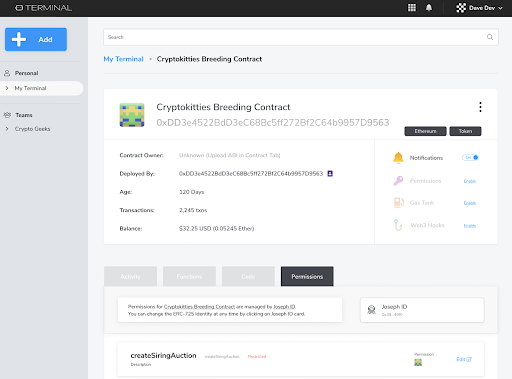 TERMINAL
Dave Dev
Add
Search
Personal
My Terminal
Teams
Crypto Geeks
My Terminal > Cryptokitties Breeding Contract
Cryptokitties Breeding Contract
0xDD3e4522BdD3eC68Bc5ff272Bf2C64b9957D9563
Ethereum
Token
Contract Owner: Unknown (Upload ABI in Contract Tab)
Deployed By: 0xDD3e4522BdD3eC68Bc5ff272Bf2C64b9957D9563
Age: 120 Days
Transactions: 2,245 txns
Balance: $32.25 USD (0.05245 Ether)
Notifications
On
Permissions
Enable
Gas Tank
Enable
Web3 Hooks
Enable
Activity
Functions
Code
Permissions
Permissions for Cryptokitties Breeding Contract are managed by Joseph ID.
You can change the ERC-725 Identity at any time by clicking on Joseph ID card.
Joseph ID
createSiringAuction
createSiringAuction
Restricted
Description
Permission
Edit